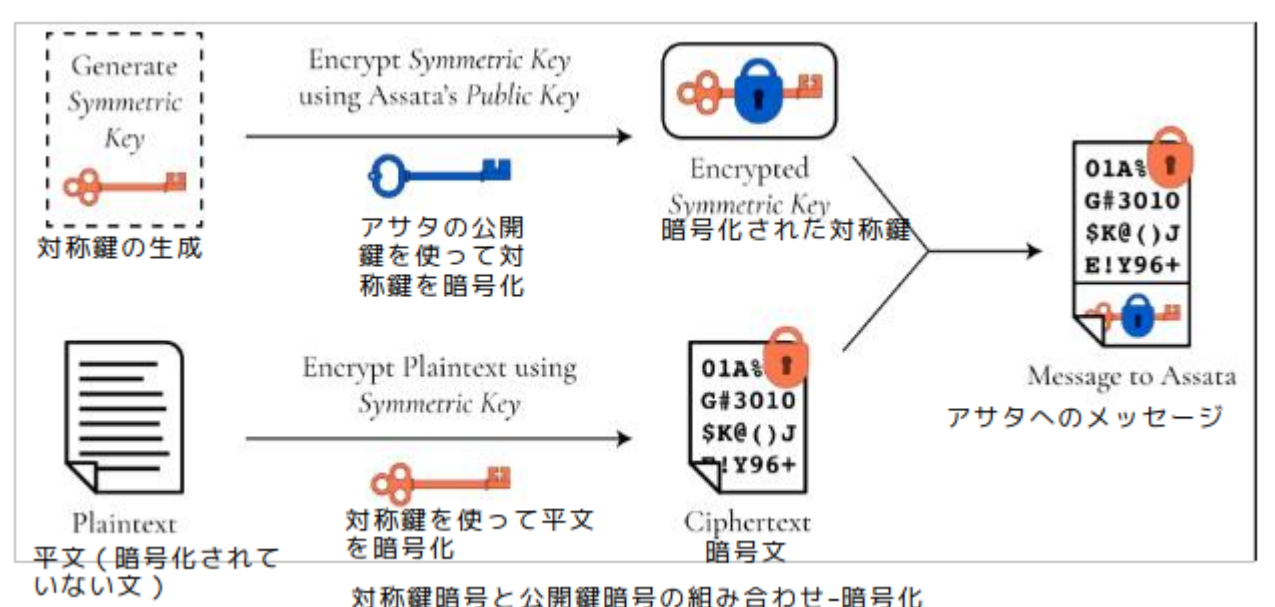 Generate
Symmetric
Key
対称鍵の生成
Encrypt Symmetric Key
using Assata's Public Key
アサタの公開
鍵を使って対
称鍵を暗号化
Encrypted
Symmetric Key
暗号化された対称鍵
01A%
G#3010
$K@()J
E!Y96+
Message to Assata
アサタへのメッセージ
Plaintext
平文(暗号化されて
いない文)
Encrypt Plaintext using
Symmetric Key
対称鍵を使って平文
を暗号化
01A%
G#3010
$K@()J
E!Y96+
Ciphertext
暗号文
対称鍵暗号と公開鍵暗号の組み合わせ-暗号化